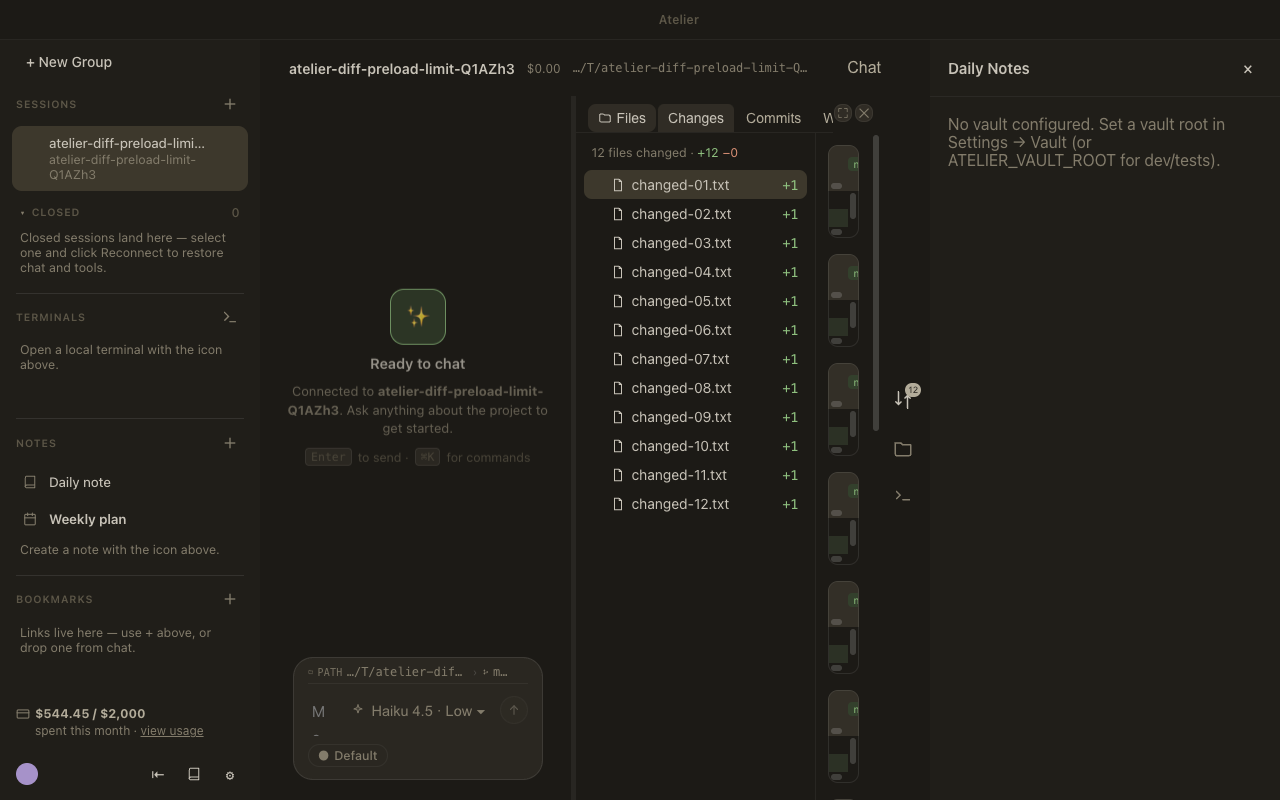 Atelier
+ New Group
SESSIONS
atelier-diff-preload-limi...
atelier-diff-preload-limit-
Q1AZh3
CLOSED 0
Closed sessions land here — select
one and click Reconnect to restore
chat and tools.
TERMINALS
Open a local terminal with the icon
above.
NOTES
Daily note
Weekly plan
Create a note with the icon above.
BOOKMARKS
Links live here — use + above, or
drop one from chat.
$544.45 / $2,000
spent this month · view usage
atelier-diff-preload-limit-Q1AZh3 $0.00 …/T/atelier-diff-preload-limit-Q… Chat
Ready to chat
Connected to atelier-diff-preload-limit-
Q1AZh3. Ask anything about the project to
get started.
Enter to send · ⌘K for commands
PATH …/T/atelier-dif… › m…
M
Haiku 4.5 · Low
Default
Files Changes Commits W
12 files changed · +12 −0
changed-01.txt +1
changed-02.txt +1
changed-03.txt +1
changed-04.txt +1
changed-05.txt +1
changed-06.txt +1
changed-07.txt +1
changed-08.txt +1
changed-09.txt +1
changed-10.txt +1
changed-11.txt +1
changed-12.txt +1
12
Daily Notes ×
No vault configured. Set a vault root in
Settings → Vault (or
ATELIER_VAULT_ROOT for dev/tests).